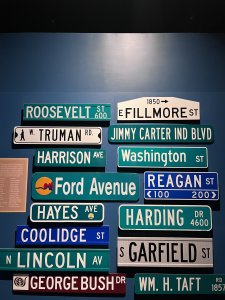 ROOSEVELT ST
600
1850→
E FILLMORE ST
W. TRUMAN RD.
JIMMY CARTER IND BLVD
HARRISON AVE
Washington ST
Ford Avenue
REAGAN ST
100 200
HAYES AVE
HARDING DR
4600
COOLIDGE ST
S GARFIELD ST
N LINCOLN AV
GEORGE BUSH DR
WM. H. TAFT RD
1857